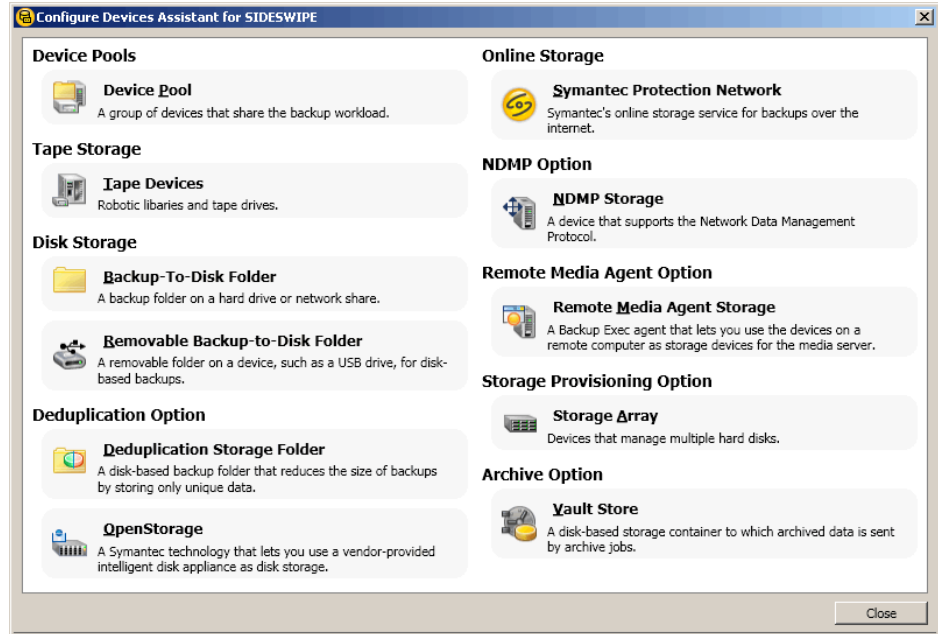 Configure Devices Assistant for SIDESWIPE
Device Pools
Device Pool
A group of devices that share the backup workload.
Tape Storage
Tape Devices
Robotic libaries and tape drives.
Disk Storage
Backup-To-Disk Folder
A backup folder on a hard drive or network share.
Removable Backup-to-Disk Folder
A removable folder on a device, such as a USB drive, for disk-
based backups.
Deduplication Option
Deduplication Storage Folder
A disk-based backup folder that reduces the size of backups
by storing only unique data.
OpenStorage
A Symantec technology that lets you use a vendor-provided
intelligent disk appliance as disk storage.
Online Storage
Symantec Protection Network
Symantec's online storage service for backups over the
internet.
NDMP Option
NDMP Storage
A device that supports the Network Data Management
Protocol.
Remote Media Agent Option
Remote Media Agent Storage
A Backup Exec agent that lets you use the devices on a
remote computer as storage devices for the media server.
Storage Provisioning Option
Storage Array
Devices that manage multiple hard disks.
Archive Option
Vault Store
A disk-based storage container to which archived data is sent
by archive jobs.
Close